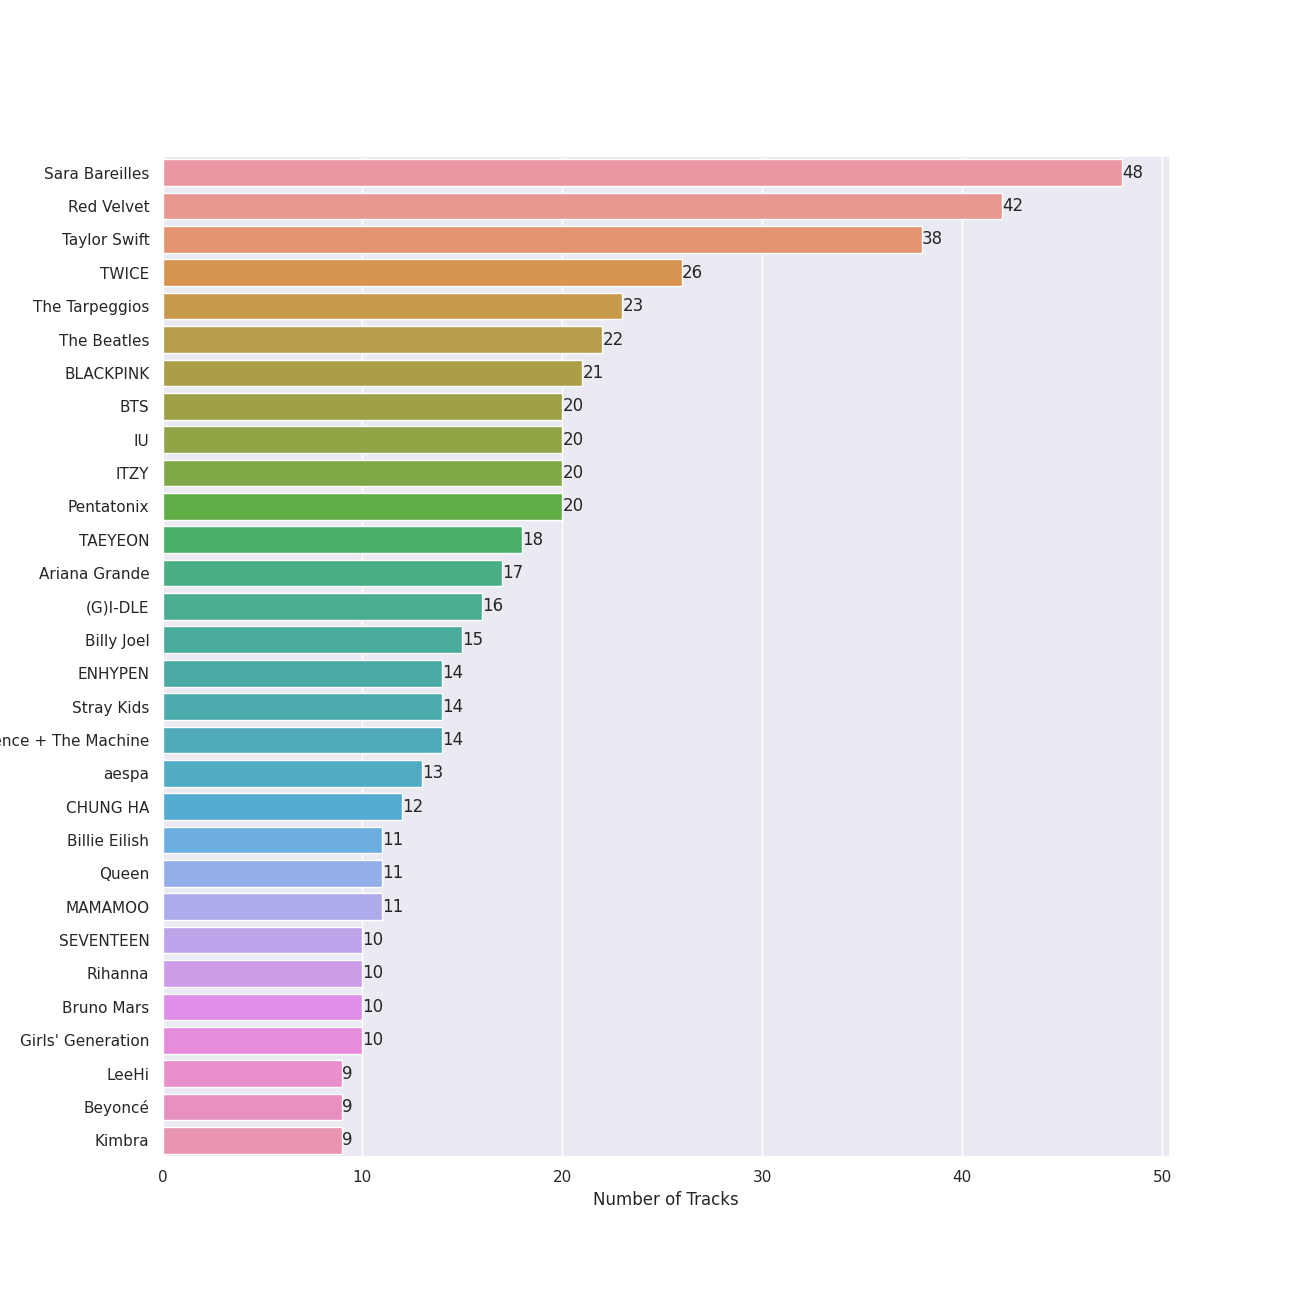 Sara Bareilles 48
Red Velvet 42
Taylor Swift 38
TWICE 26
The Tarpeggios 23
The Beatles 22
BLACKPINK 21
BTS 20
IU 20
ITZY 20
Pentatonix 20
TAEYEON 18
Ariana Grande 17
(G)I-DLE 16
Billy Joel 15
ENHYPEN 14
Stray Kids 14
ence + The Machine 14
aespa 13
CHUNG HA 12
Billie Eilish 11
Queen 11
MAMAMOO 11
SEVENTEEN 10
Rihanna 10
Bruno Mars 10
Girls' Generation 10
LeeHi 9
Beyoncé 9
Kimbra 9
0 10 20 30 40 50
Number of Tracks